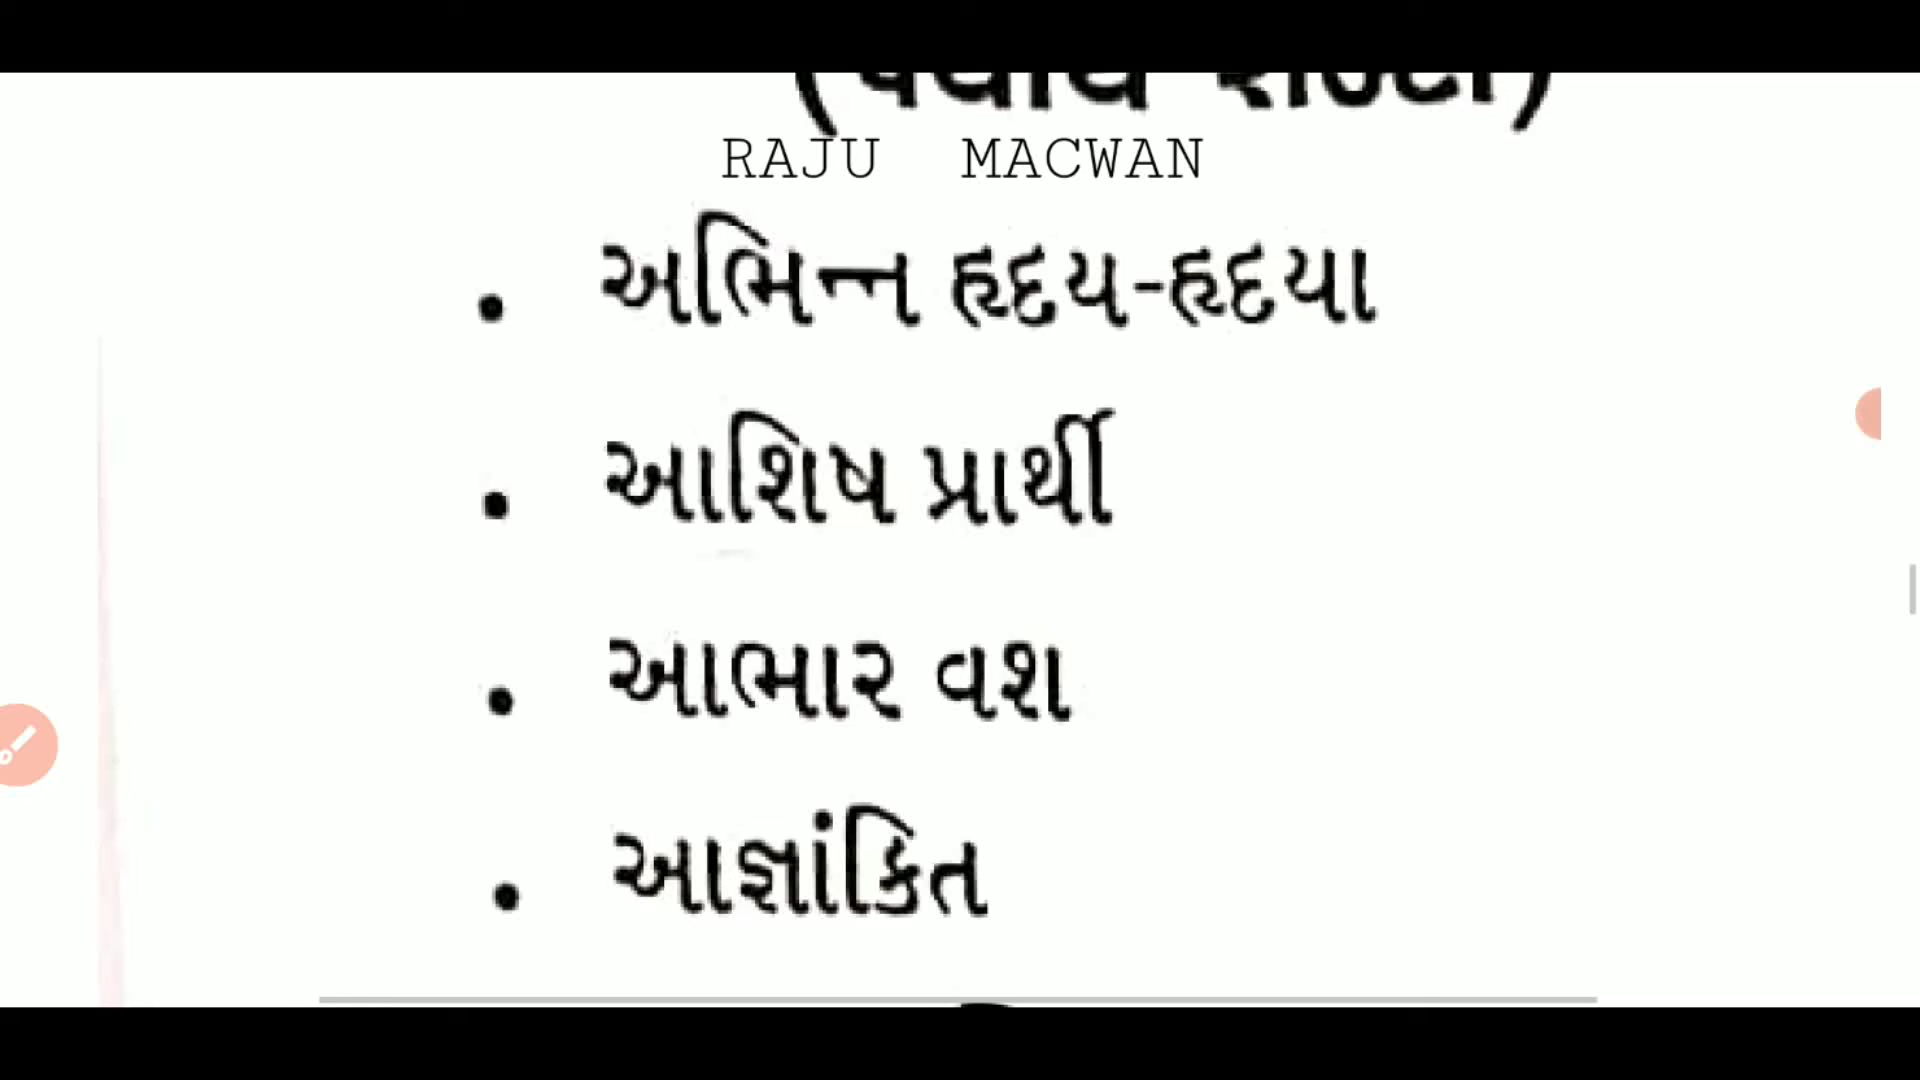 RAJU MACWAN
• અભિન્ન હૃદય-હૃદયા
• આશિષ પ્રાર્થી
• આભાર વશ
• આજ્ઞાંકિત